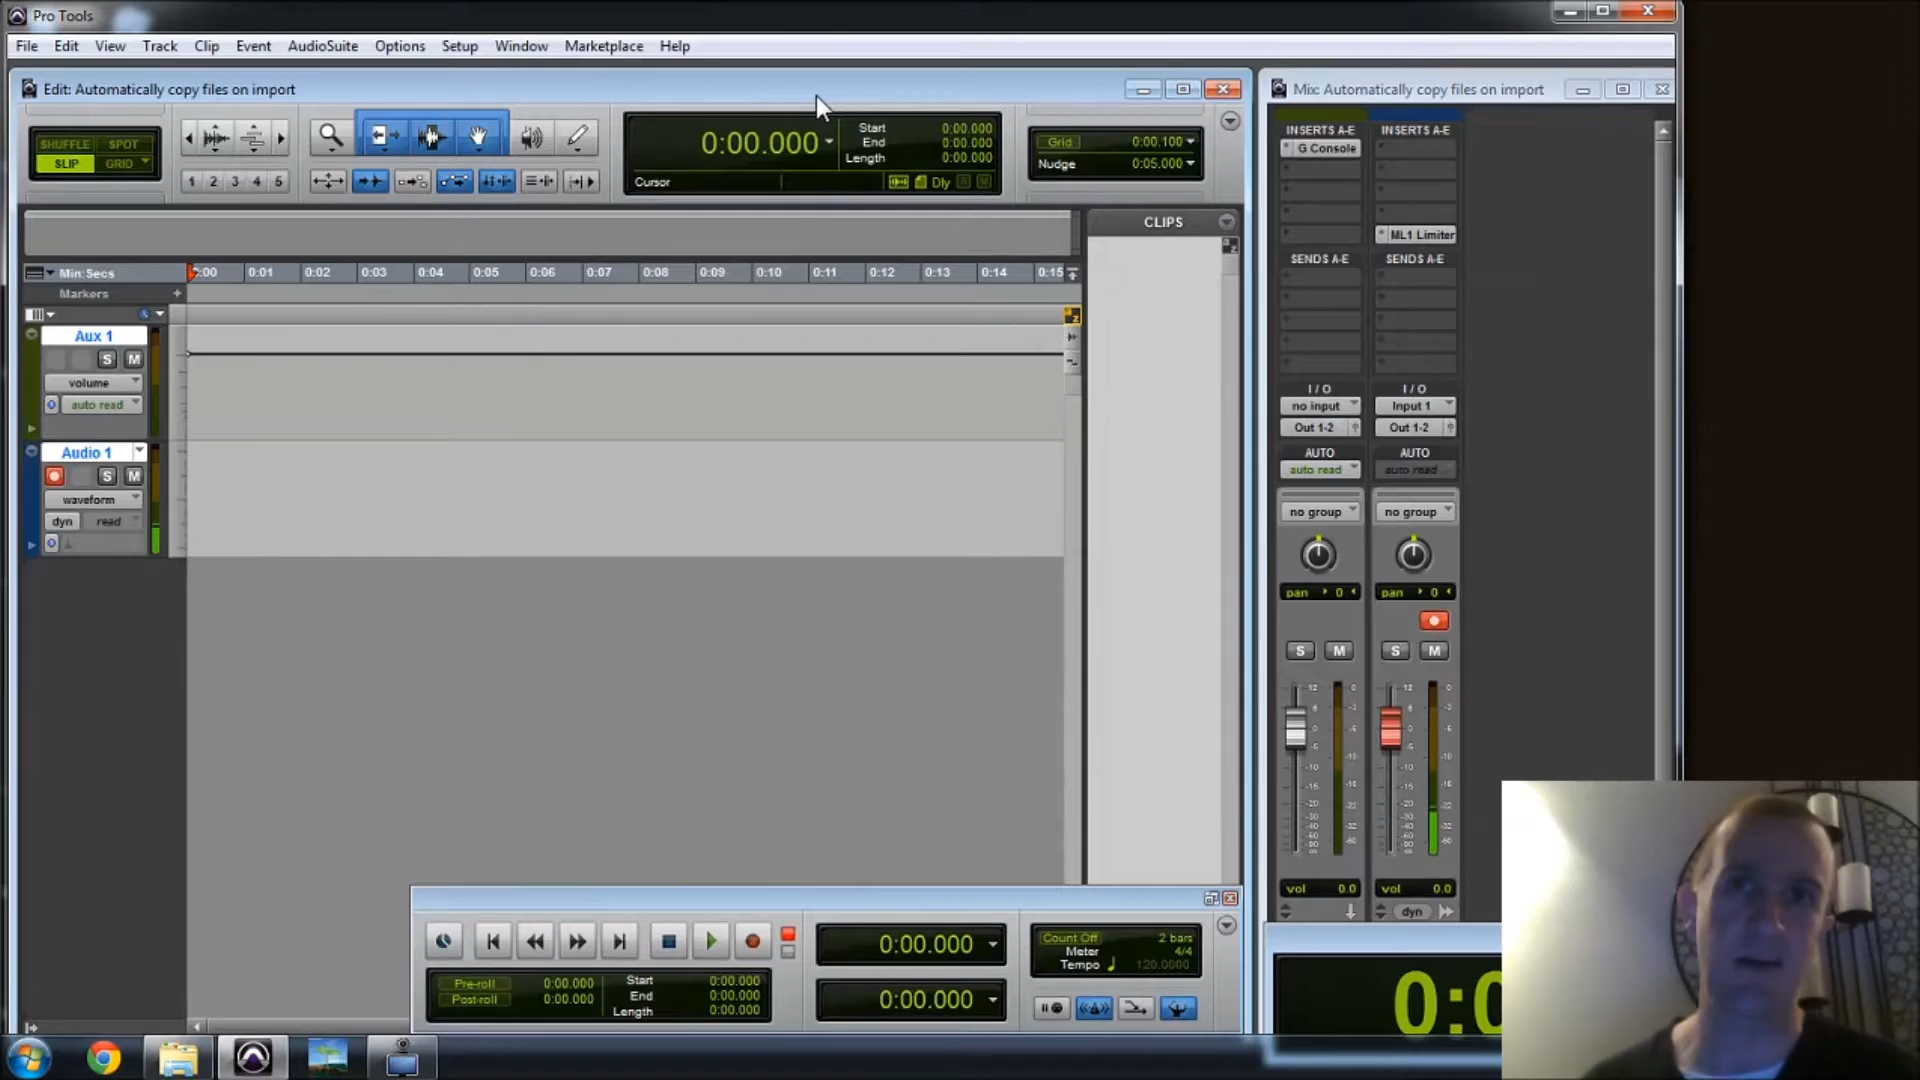 Pro Tools
File Edit View Track Clip Event AudioSuite Options Setup Window Marketplace Help
Edit: Automatically copy files on import
Mix: Automatically copy files on import
SHUFFLE SPOT
SLIP GRID
1 2 3 4 5
0:00.000
Start 0:00.000
End 0:00.000
Length 0:00.000
Cursor
Dly
Grid 0:00.100
Nudge 0:05.000
CLIPS
Min:Secs
0:00 0:01 0:02 0:03 0:04 0:05 0:06 0:07 0:08 0:09 0:10 0:11 0:12 0:13 0:14 0:15
Markers
Aux 1
S M
volume
auto read
Audio 1
S M
waveform
dyn read
INSERTS A-E INSERTS A-E
G Console
ML1 Limiter
SENDS A-E SENDS A-E
I / O I / O
no input Input 1
Out 1-2 Out 1-2
AUTO AUTO
auto read auto read
no group no group
pan 0 pan 0
S M S M
vol 0.0 vol 0.0
dyn
Pre-roll 0:00.000
Post-roll 0:00.000
Start 0:00.000
End 0:00.000
Length 0:00.000
0:00.000
0:00.000
Count Off 2 bars
Meter 4/4
Tempo 120.0000
0:0